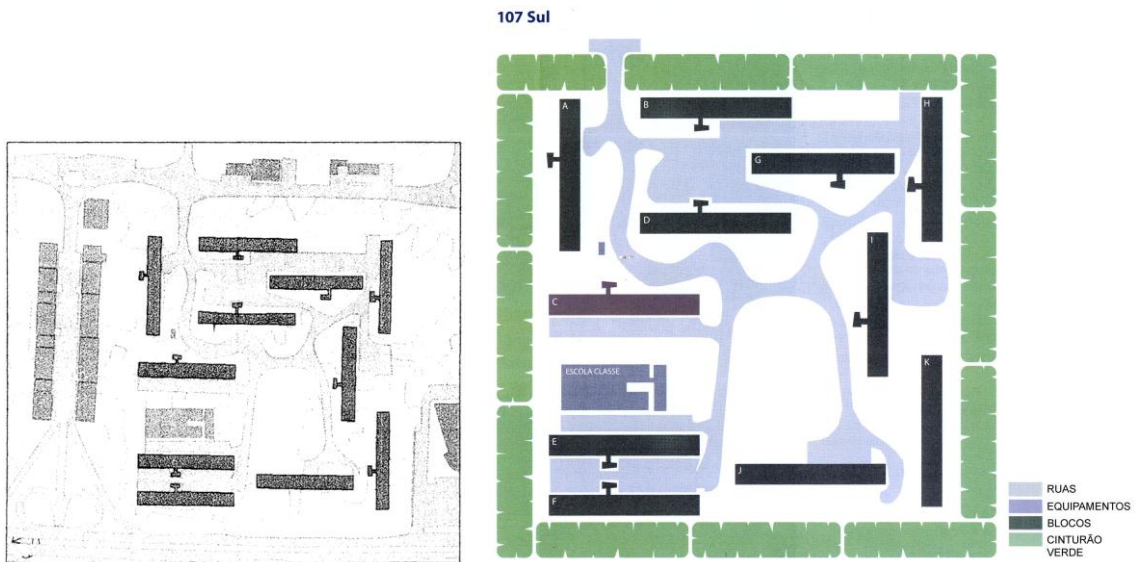 107 Sul
A
B
H
G
D
I
C
K
ESCOLA CLASSE
E
J
F
RUAS
EQUIPAMENTOS
BLOCOS
CINTURÃO
VERDE